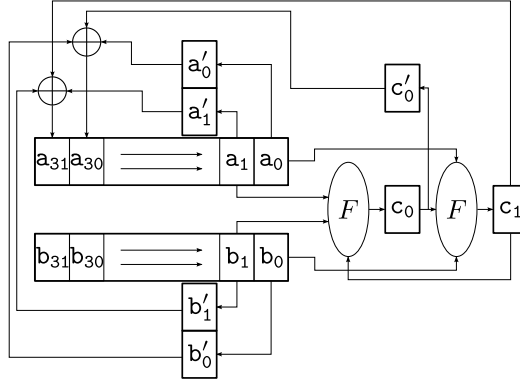 a′₀
a′₁
c′₀
a₃₁ a₃₀ a₁ a₀
F c₀ F c₁
b₃₁ b₃₀ b₁ b₀
b′₁
b′₀